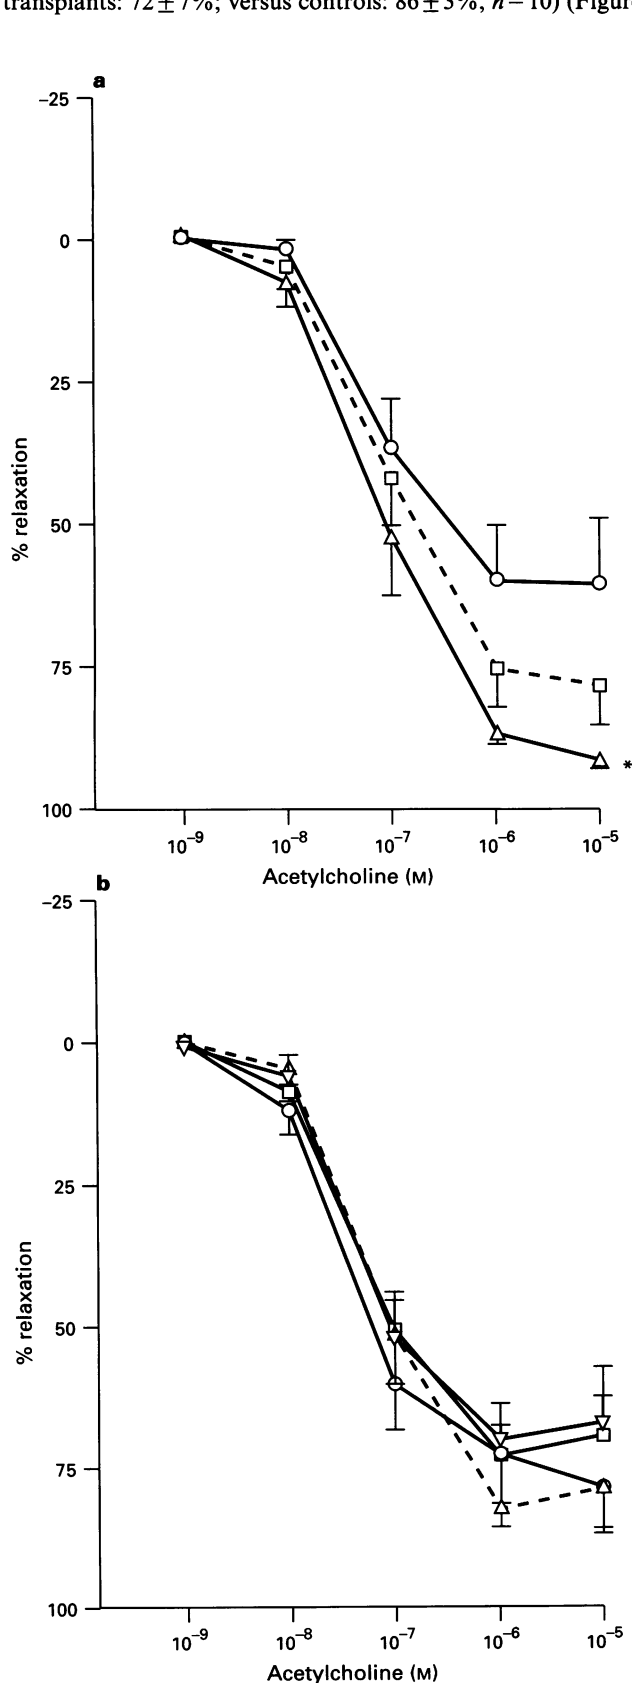 transplants: 72±7%; versus controls: 86±5%, n=10) (Figure
a
−25
0
25
50
75
100
% relaxation
*
10⁻⁹ 10⁻⁸ 10⁻⁷ 10⁻⁶ 10⁻⁵
Acetylcholine (M)
b
−25
0
25
50
75
100
% relaxation
10⁻⁹ 10⁻⁸ 10⁻⁷ 10⁻⁶ 10⁻⁵
Acetylcholine (M)